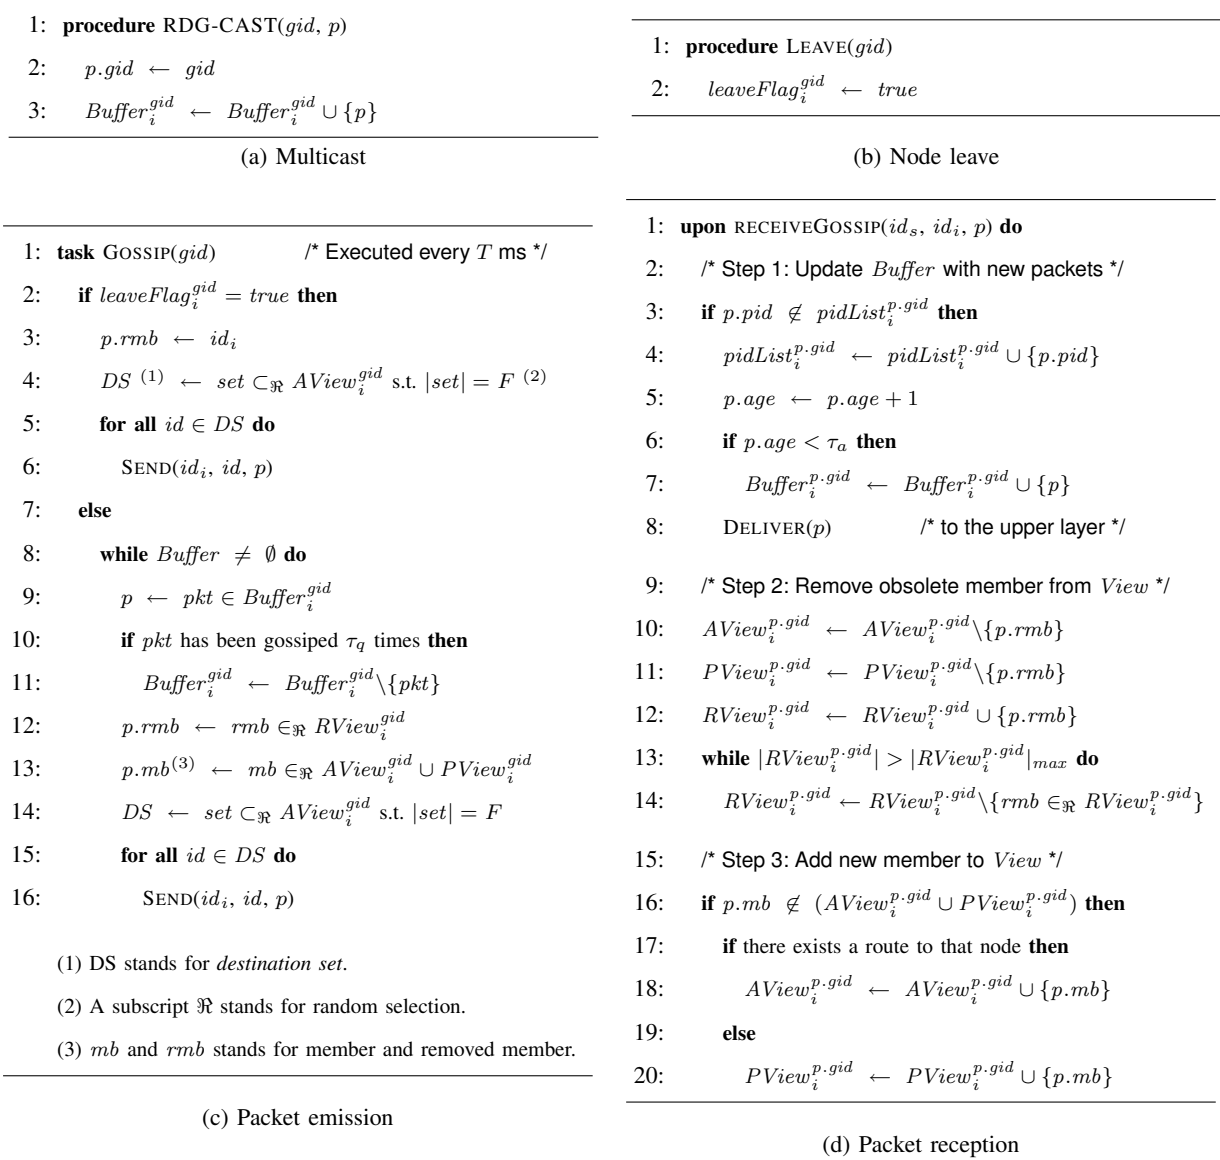 1: procedure RDG-CAST(gid, p)
2: p.gid ← gid
3: Buffer_i^{gid} ← Buffer_i^{gid} ∪ {p}
(a) Multicast
1: procedure LEAVE(gid)
2: leaveFlag_i^{gid} ← true
(b) Node leave
1: task GOSSIP(gid) /* Executed every T ms */
2: if leaveFlag_i^{gid} = true then
3: p.rmb ← id_i
4: DS ^{(1)} ← set ⊂_ℜ AView_i^{gid} s.t. |set| = F ^{(2)}
5: for all id ∈ DS do
6: SEND(id_i, id, p)
7: else
8: while Buffer ≠ ∅ do
9: p ← pkt ∈ Buffer_i^{gid}
10: if pkt has been gossiped τ_q times then
11: Buffer_i^{gid} ← Buffer_i^{gid}\{pkt}
12: p.rmb ← rmb ∈_ℜ RView_i^{gid}
13: p.mb^{(3)} ← mb ∈_ℜ AView_i^{gid} ∪ PView_i^{gid}
14: DS ← set ⊂_ℜ AView_i^{gid} s.t. |set| = F
15: for all id ∈ DS do
16: SEND(id_i, id, p)
(1) DS stands for destination set.
(2) A subscript ℜ stands for random selection.
(3) mb and rmb stands for member and removed member.
(c) Packet emission
1: upon RECEIVEGOSSIP(id_s, id_i, p) do
2: /* Step 1: Update Buffer with new packets */
3: if p.pid ∉ pidList_i^{p.gid} then
4: pidList_i^{p.gid} ← pidList_i^{p.gid} ∪ {p.pid}
5: p.age ← p.age + 1
6: if p.age < τ_a then
7: Buffer_i^{p.gid} ← Buffer_i^{p.gid} ∪ {p}
8: DELIVER(p) /* to the upper layer */
9: /* Step 2: Remove obsolete member from View */
10: AView_i^{p.gid} ← AView_i^{p.gid}\{p.rmb}
11: PView_i^{p.gid} ← PView_i^{p.gid}\{p.rmb}
12: RView_i^{p.gid} ← RView_i^{p.gid} ∪ {p.rmb}
13: while |RView_i^{p.gid}| > |RView_i^{p.gid}|_{max} do
14: RView_i^{p.gid} ← RView_i^{p.gid}\{rmb ∈_ℜ RView_i^{p.gid}}
15: /* Step 3: Add new member to View */
16: if p.mb ∉ (AView_i^{p.gid} ∪ PView_i^{p.gid}) then
17: if there exists a route to that node then
18: AView_i^{p.gid} ← AView_i^{p.gid} ∪ {p.mb}
19: else
20: PView_i^{p.gid} ← PView_i^{p.gid} ∪ {p.mb}
(d) Packet reception